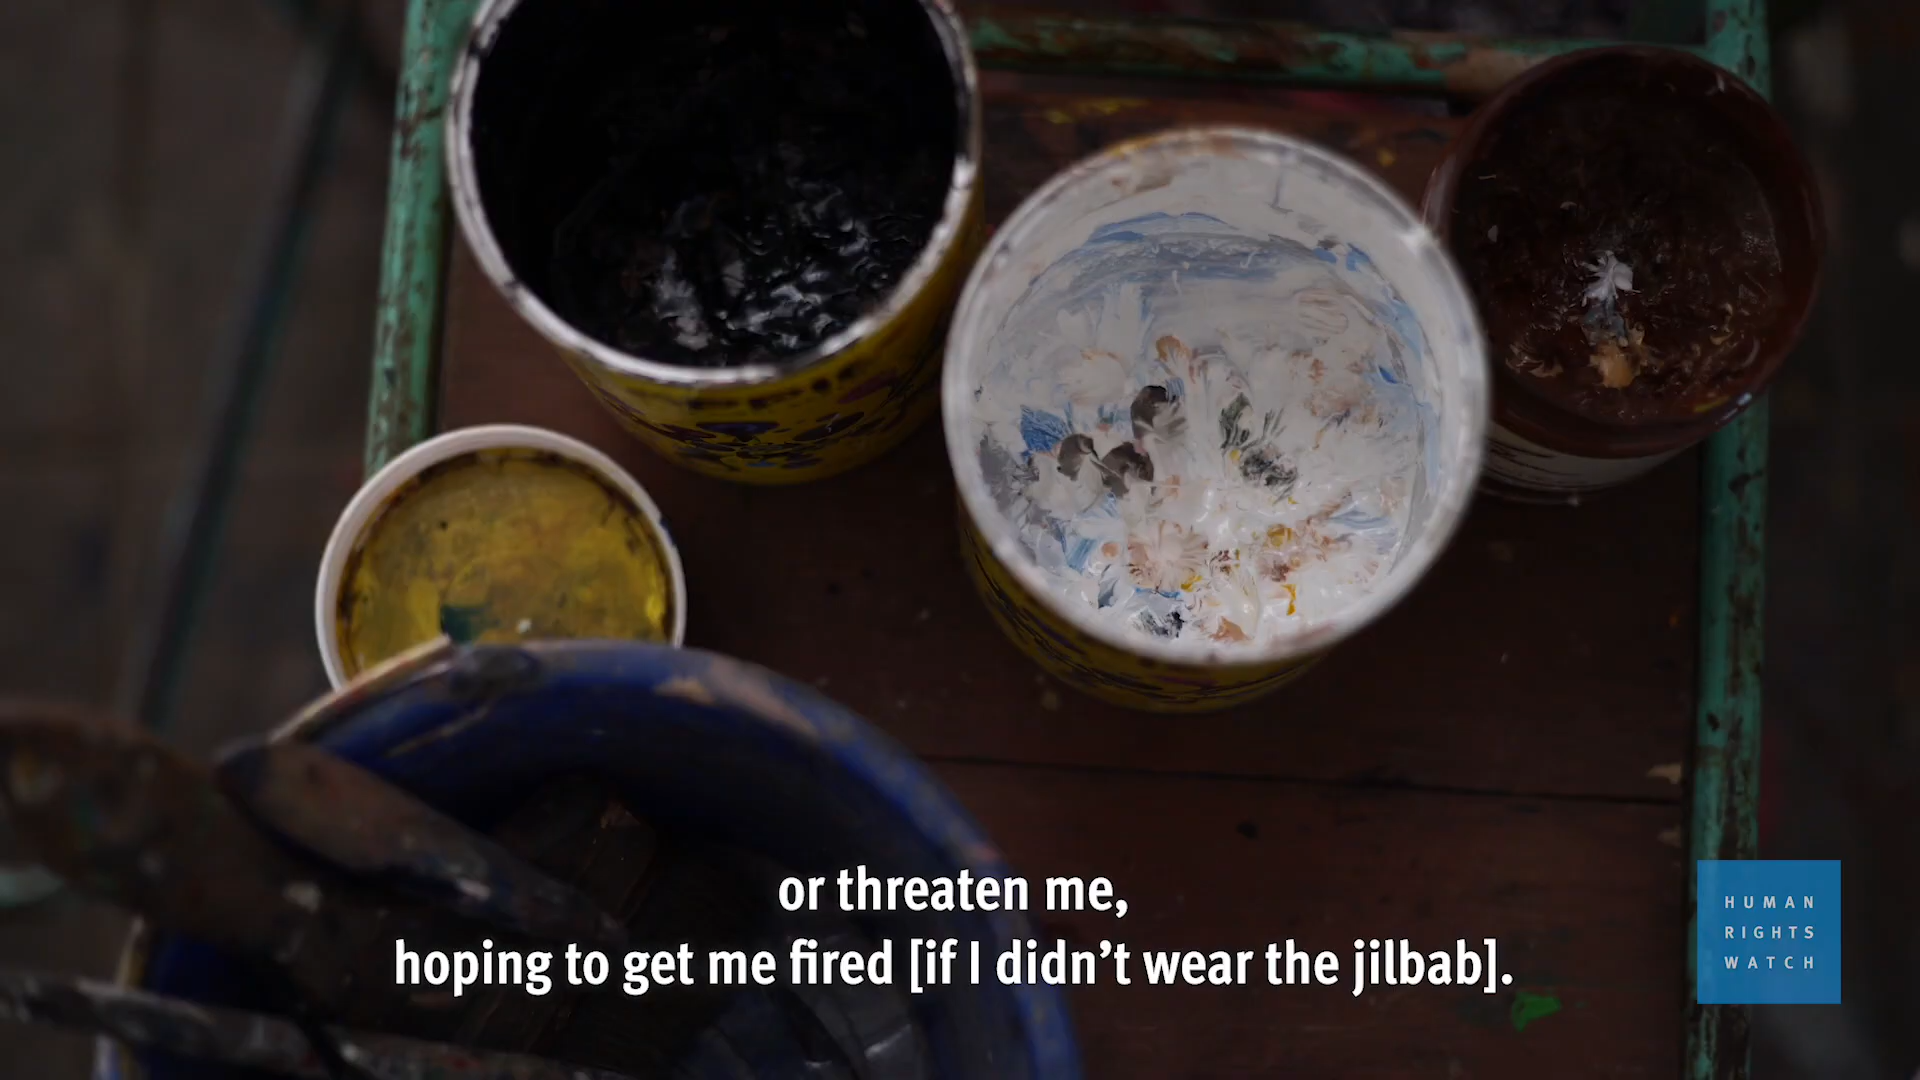 or threaten me,
hoping to get me fired [if I didn’t wear the jilbab].
HUMAN
RIGHTS
WATCH